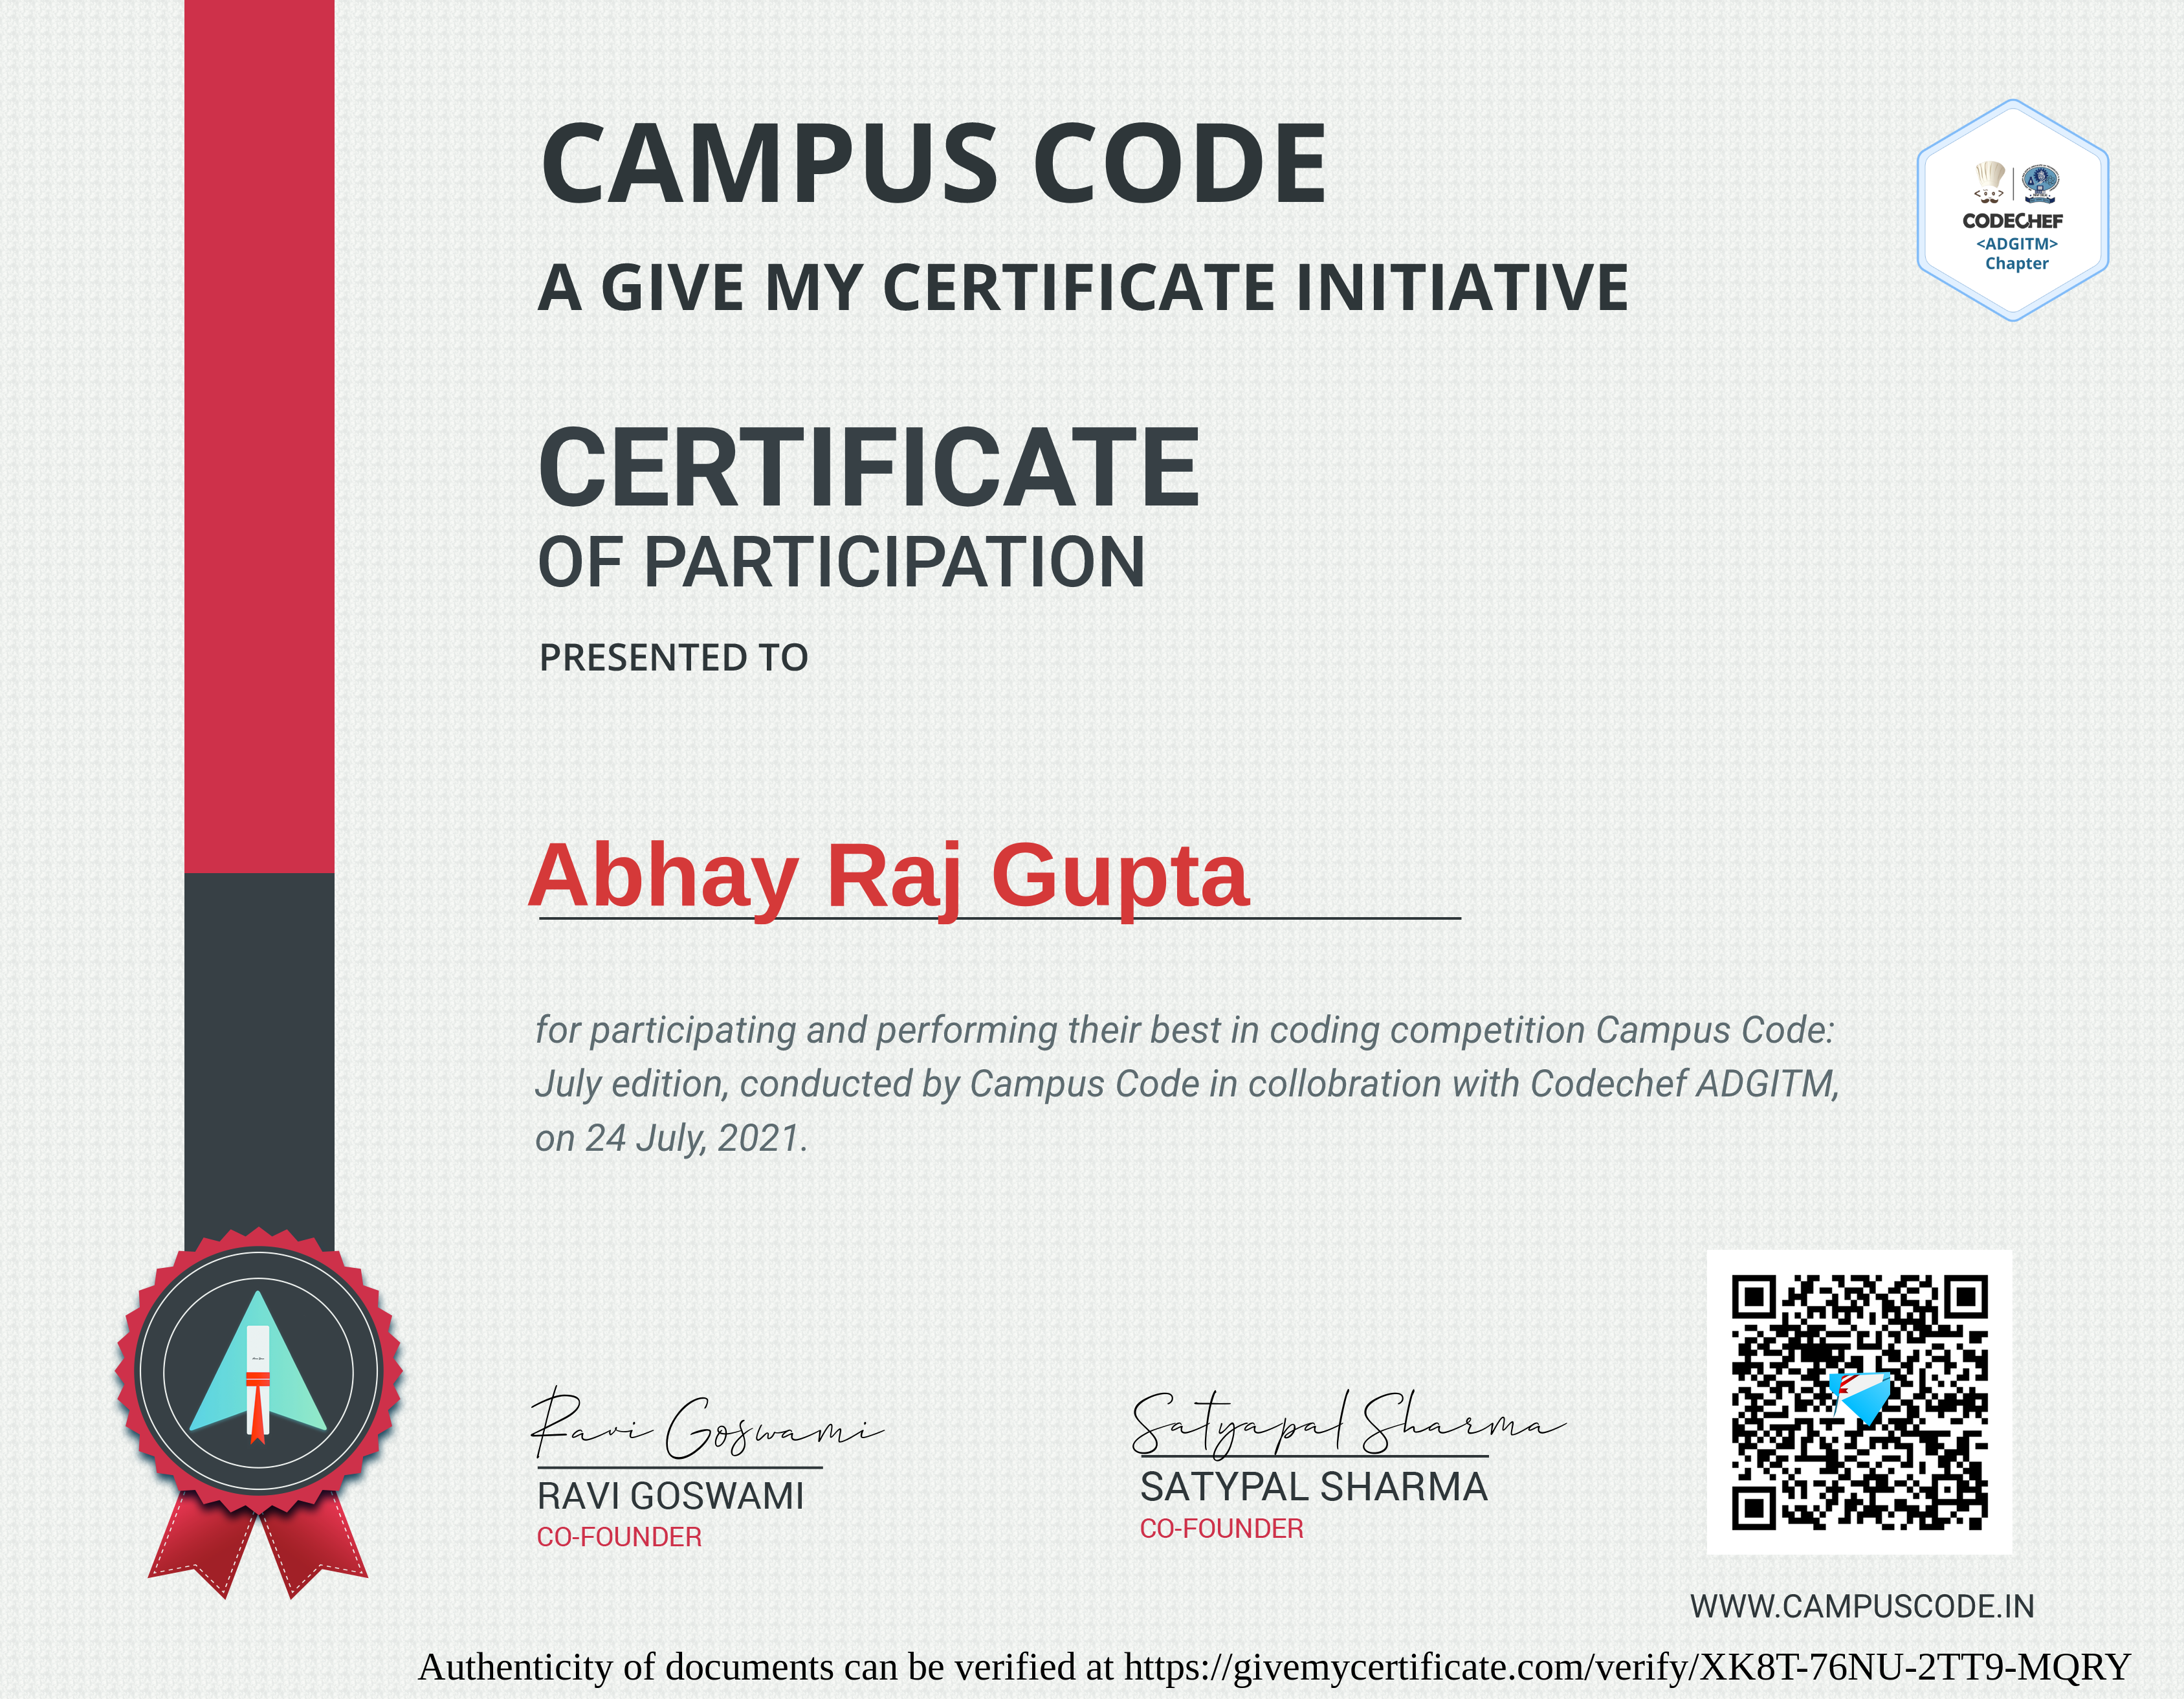 CAMPUS CODE
A GIVE MY CERTIFICATE INITIATIVE
CODECHEF
<ADGITM>
Chapter
CERTIFICATE
OF PARTICIPATION
PRESENTED TO
Abhay Raj Gupta
for participating and performing their best in coding competition Campus Code:
July edition, conducted by Campus Code in collobration with Codechef ADGITM,
on 24 July, 2021.
Ravi Goswami
RAVI GOSWAMI
CO-FOUNDER
Satyapal Sharma
SATYPAL SHARMA
CO-FOUNDER
WWW.CAMPUSCODE.IN
Authenticity of documents can be verified at https://givemycertificate.com/verify/XK8T-76NU-2TT9-MQRY